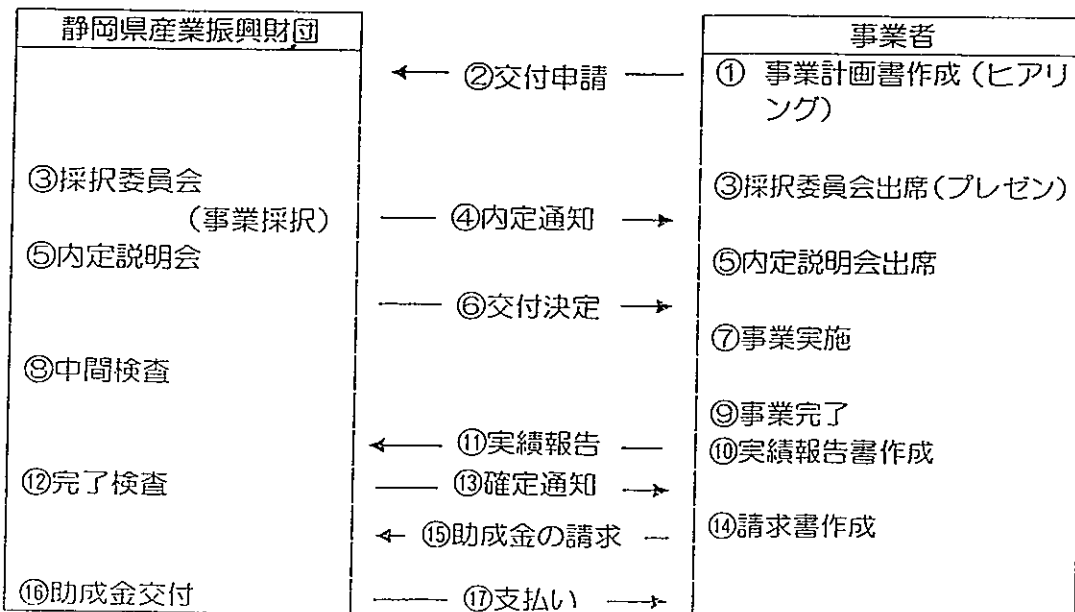 静岡県産業振興財団
事業者
← ②交付申請 ―
① 事業計画書作成(ヒアリ
ング)
③採択委員会
(事業採択)
③採択委員会出席(プレゼン)
― ④内定通知 →
⑤内定説明会
⑤内定説明会出席
― ⑥交付決定 →
⑦事業実施
⑧中間検査
⑨事業完了
← ⑪実績報告 ―
⑩実績報告書作成
⑫完了検査
― ⑬確定通知 →
← ⑮助成金の請求 ―
⑭請求書作成
⑯助成金交付
― ⑰支払い →